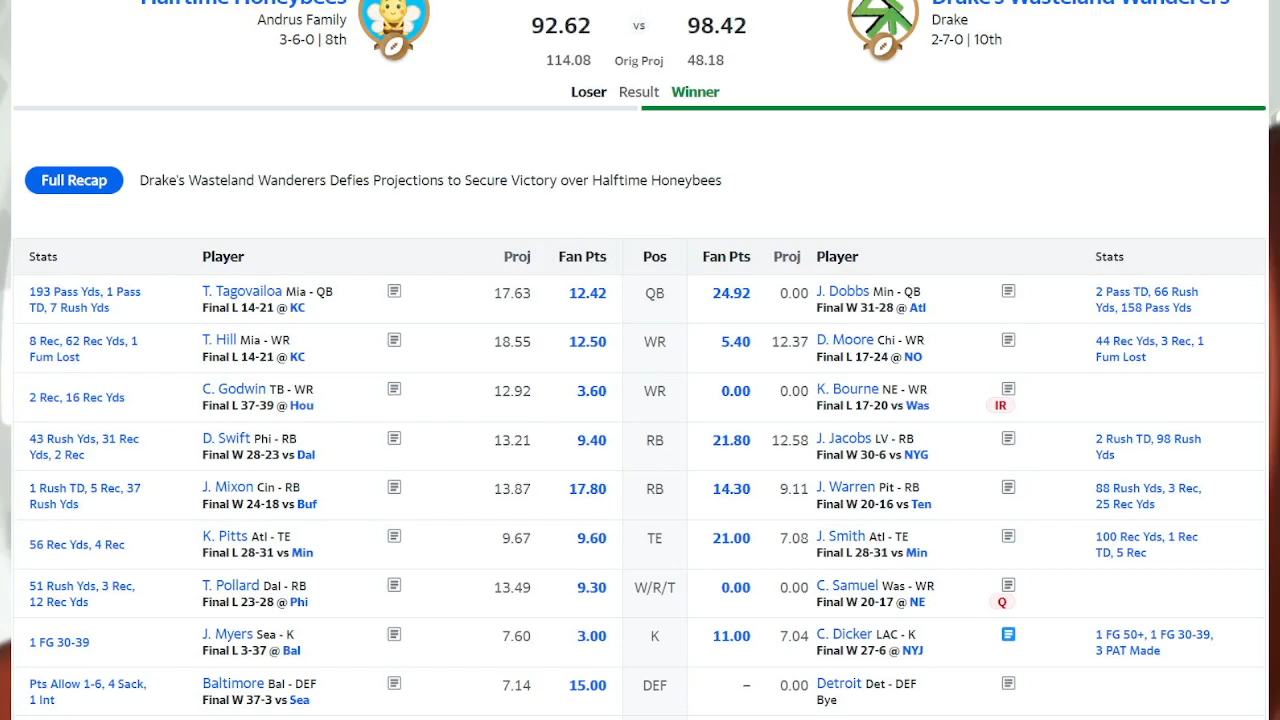 Halftime Honeybees
Andrus Family
3-6-0 | 8th
92.62 vs 98.42
114.08 Orig Proj 48.18
Loser Result Winner
Drake's Wasteland Wanderers
Drake
2-7-0 | 10th
Full Recap Drake's Wasteland Wanderers Defies Projections to Secure Victory over Halftime Honeybees
Stats Player Proj Fan Pts Pos Fan Pts Proj Player Stats
193 Pass Yds, 1 Pass T. Tagovailoa Mia - QB 17.63 12.42 QB 24.92 0.00 J. Dobbs Min - QB 2 Pass TD, 66 Rush
TD, 7 Rush Yds Final L 14-21 @ KC Final W 31-28 @ Atl Yds, 158 Pass Yds
8 Rec, 62 Rec Yds, 1 T. Hill Mia - WR 18.55 12.50 WR 5.40 12.37 D. Moore Chi - WR 44 Rec Yds, 3 Rec, 1
Fum Lost Final L 14-21 @ KC Final L 17-24 @ NO Fum Lost
2 Rec, 16 Rec Yds C. Godwin TB - WR 12.92 3.60 WR 0.00 0.00 K. Bourne NE - WR
Final L 37-39 @ Hou Final L 17-20 vs Was IR
43 Rush Yds, 31 Rec D. Swift Phi - RB 13.21 9.40 RB 21.80 12.58 J. Jacobs LV - RB 2 Rush TD, 98 Rush
Yds, 2 Rec Final W 28-23 vs Dal Final W 30-6 vs NYG Yds
1 Rush TD, 5 Rec, 37 J. Mixon Cin - RB 13.87 17.80 RB 14.30 9.11 J. Warren Pit - RB 88 Rush Yds, 3 Rec,
Rush Yds Final W 24-18 vs Buf Final W 20-16 vs Ten 25 Rec Yds
56 Rec Yds, 4 Rec K. Pitts Atl - TE 9.67 9.60 TE 21.00 7.08 J. Smith Atl - TE 100 Rec Yds, 1 Rec
Final L 28-31 vs Min Final L 28-31 vs Min TD, 5 Rec
51 Rush Yds, 3 Rec, T. Pollard Dal - RB 13.49 9.30 W/R/T 0.00 0.00 C. Samuel Was - WR
12 Rec Yds Final L 23-28 @ Phi Final W 20-17 @ NE Q
1 FG 30-39 J. Myers Sea - K 7.60 3.00 K 11.00 7.04 C. Dicker LAC - K 1 FG 50+, 1 FG 30-39,
Final L 3-37 @ Bal Final W 27-6 @ NYJ 3 PAT Made
Pts Allow 1-6, 4 Sack, Baltimore Bal - DEF 7.14 15.00 DEF – 0.00 Detroit Det - DEF
1 Int Final W 37-3 vs Sea Bye